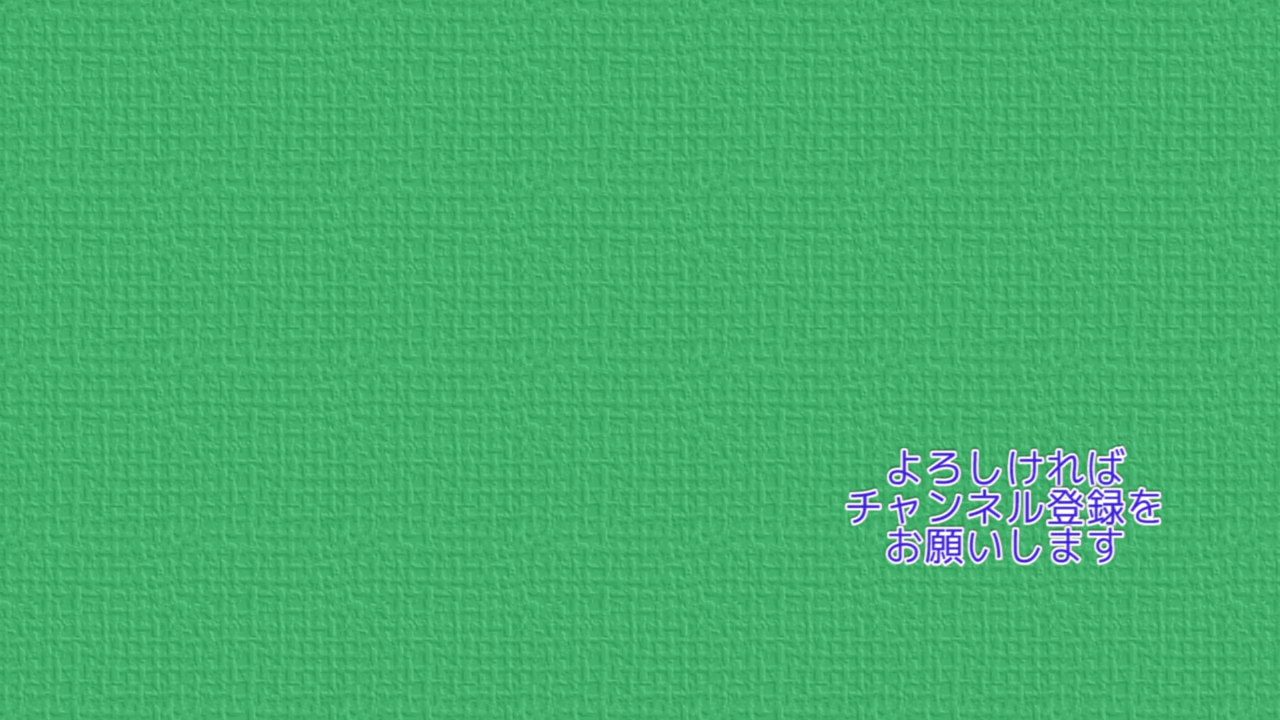 よろしければ
チャンネル登録を
お願いします